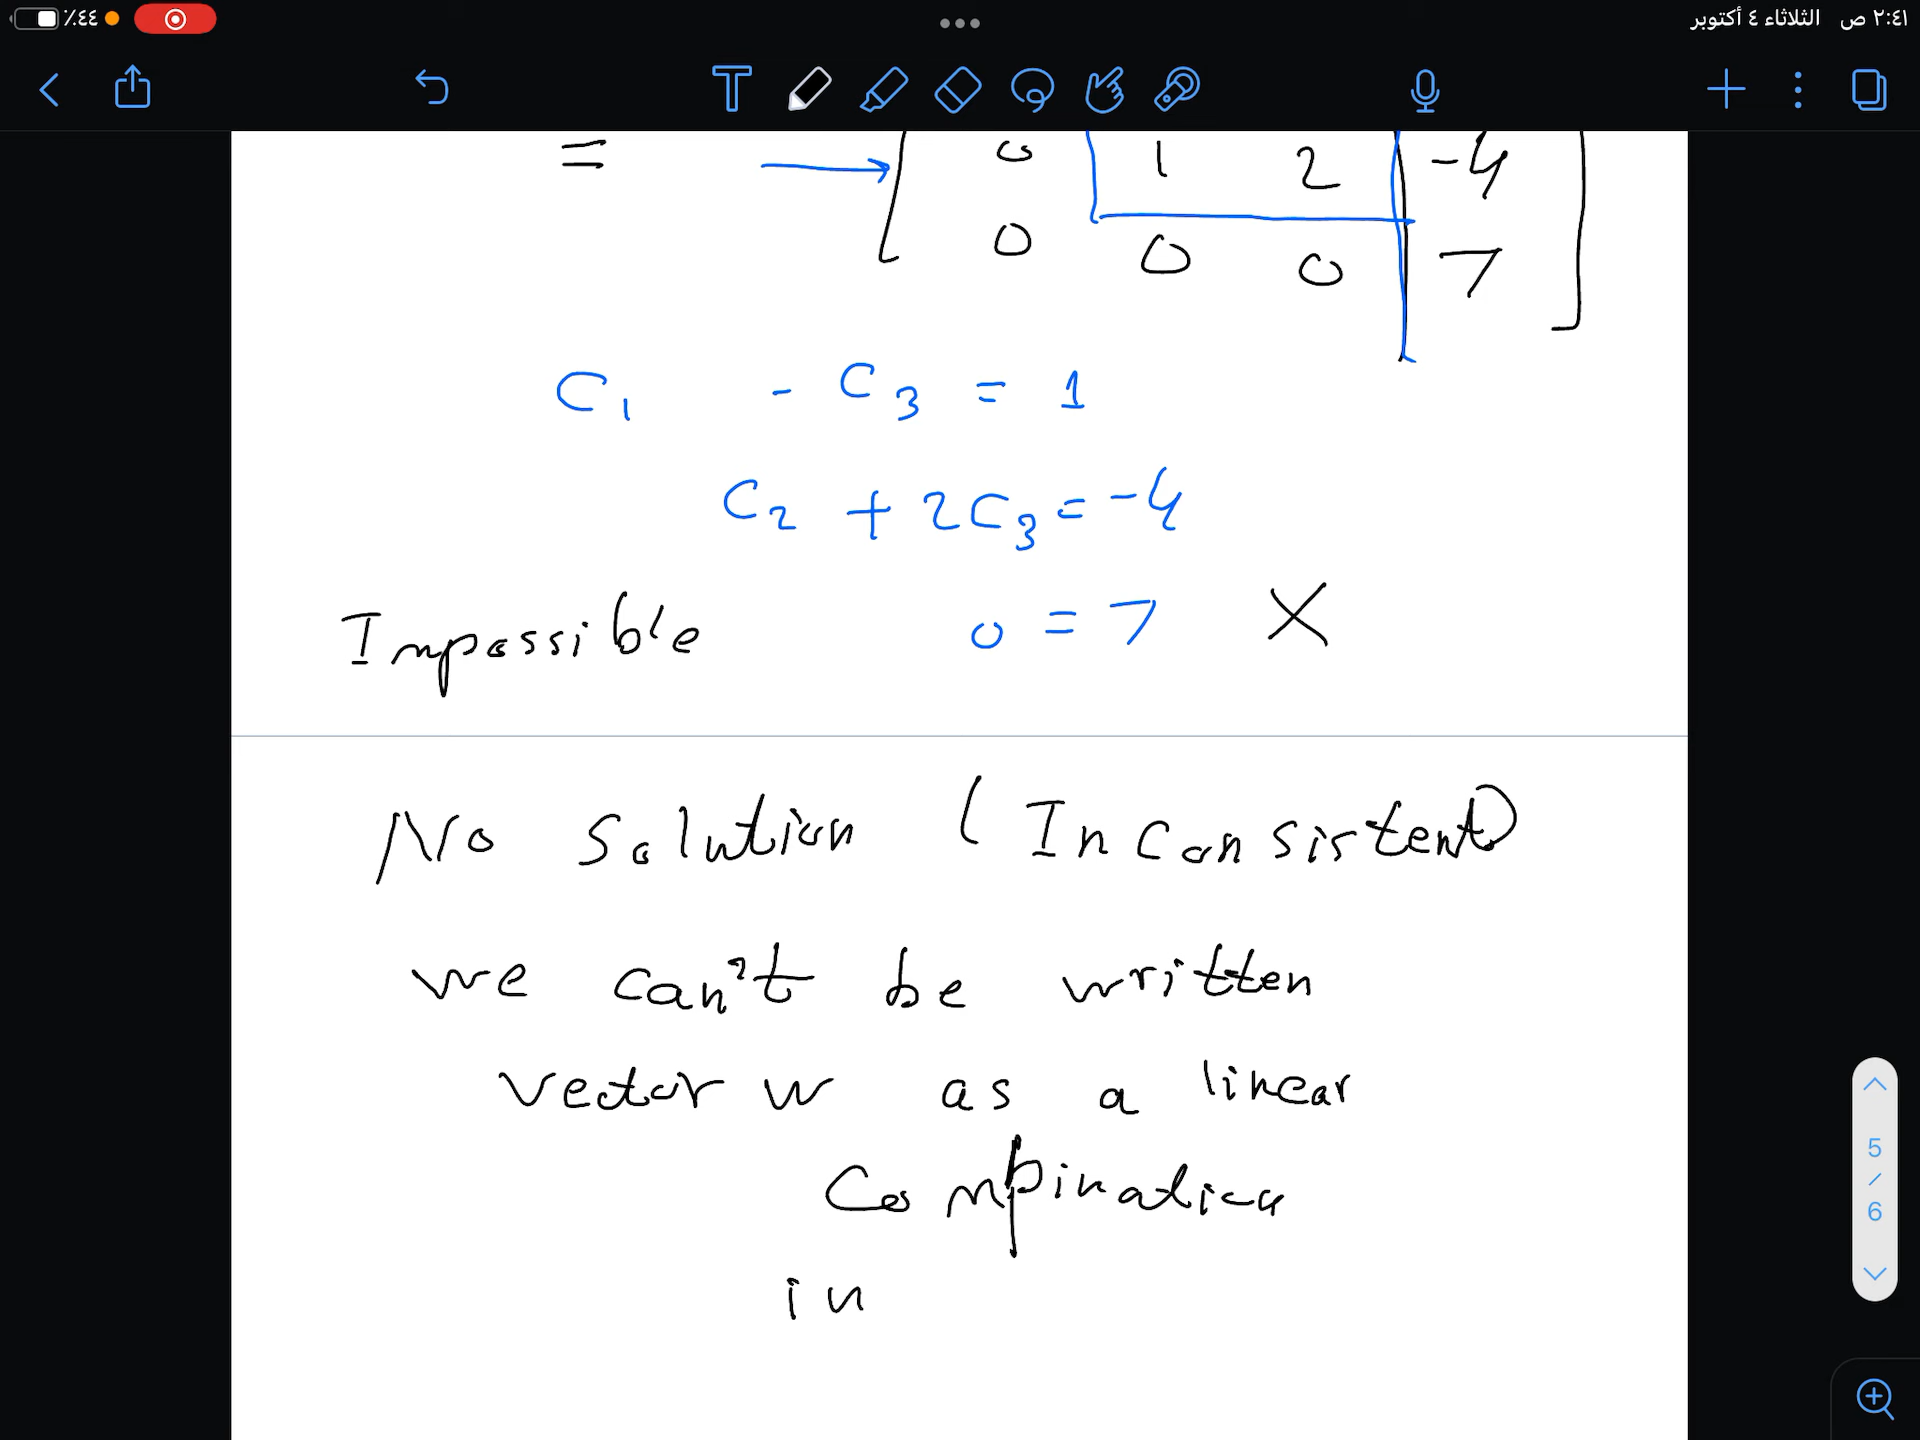 ٪٤٤
٢:٤١ ص الثلاثاء ٤ أكتوبر
T
= 0 1 2 -4
0 0 0 7
C1 - C3 = 1
C2 + 2C3 = -4
Impossible 0 = 7 X
No Solution (InConsistent)
we can't be written
vector w as a linear
Combination
in
5
/
6